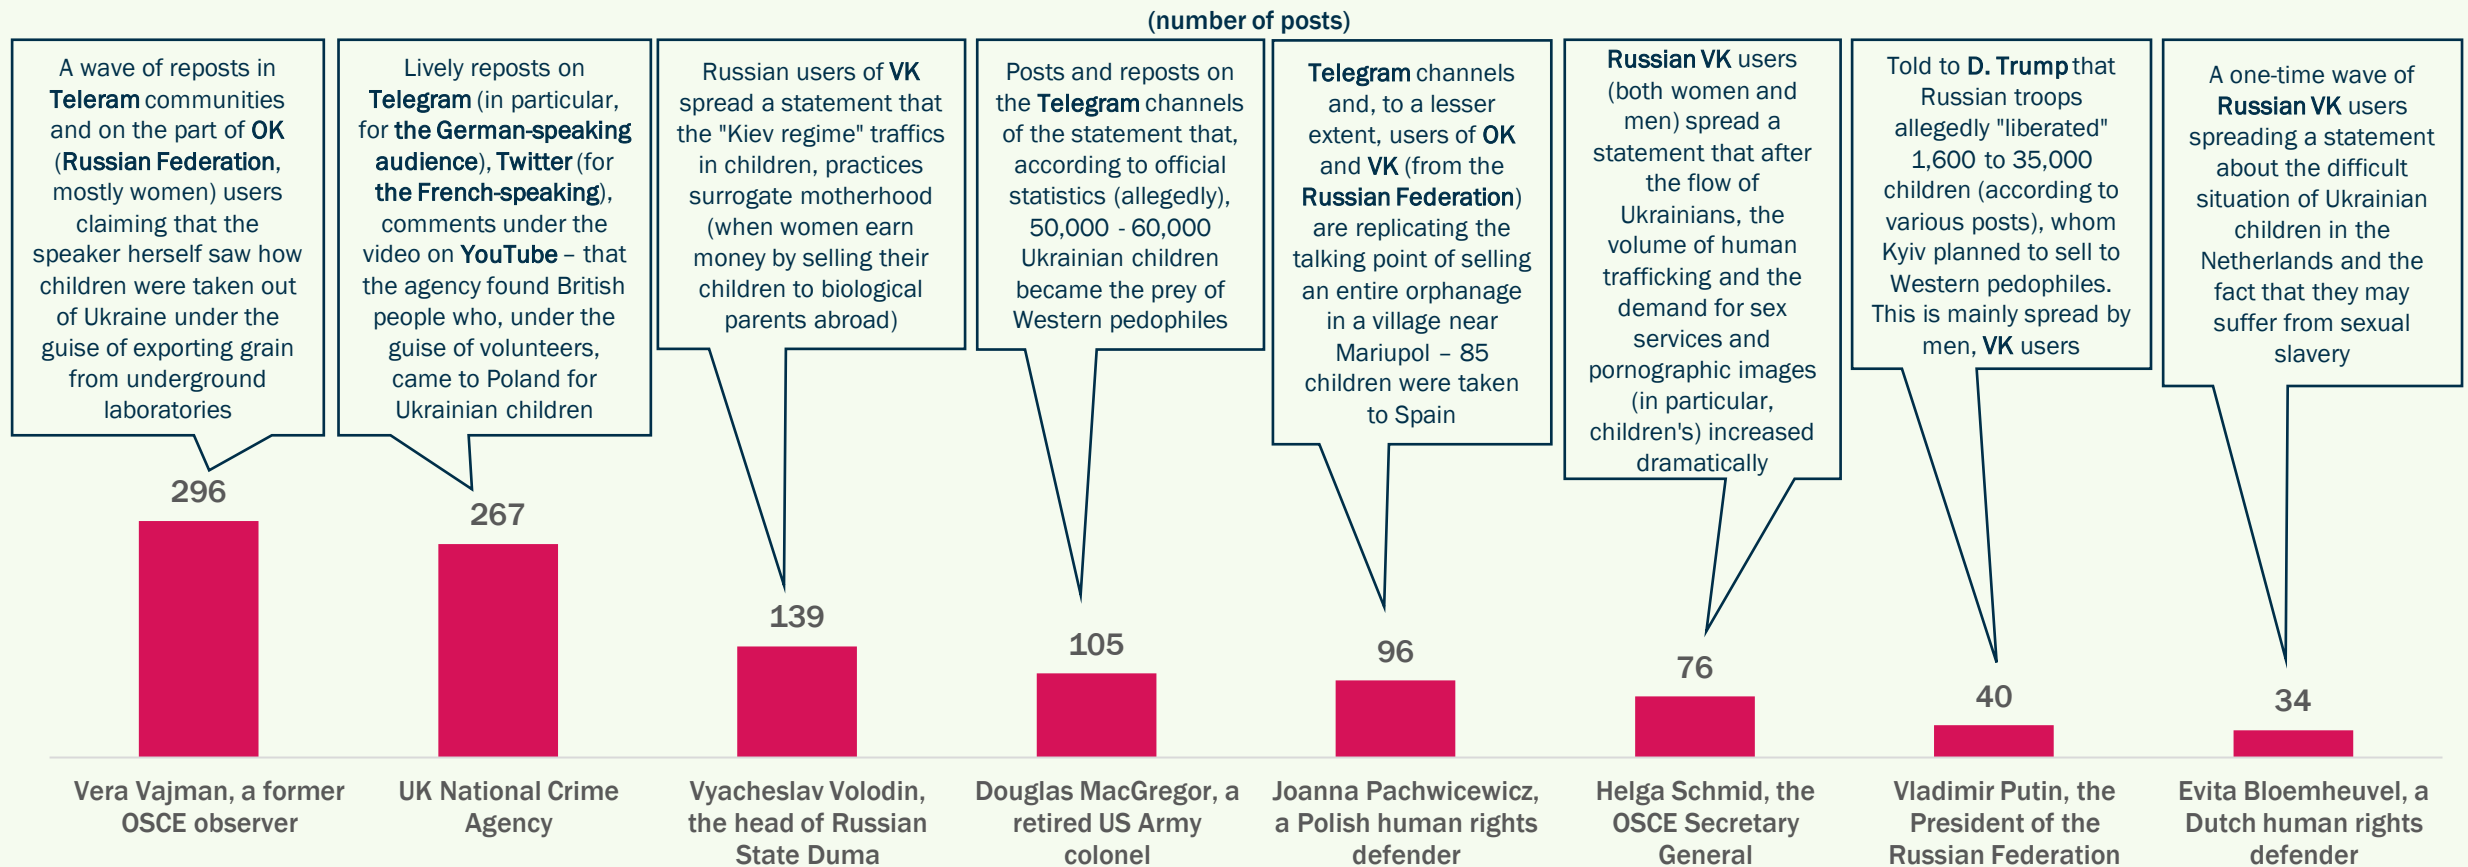 (number of posts)
A wave of reposts in
Teleram communities
and on the part of OK
(Russian Federation,
mostly women) users
claiming that the
speaker herself saw how
children were taken out
of Ukraine under the
guise of exporting grain
from underground
laboratories
Lively reposts on
Telegram (in particular,
for the German-speaking
audience), Twitter (for
the French-speaking),
comments under the
video on YouTube – that
the agency found British
people who, under the
guise of volunteers,
came to Poland for
Ukrainian children
Russian users of VK
spread a statement that
the "Kiev regime" traffics
in children, practices
surrogate motherhood
(when women earn
money by selling their
children to biological
parents abroad)
Posts and reposts on
the Telegram channels
of the statement that,
according to official
statistics (allegedly),
50,000 - 60,000
Ukrainian children
became the prey of
Western pedophiles
Telegram channels
and, to a lesser
extent, users of OK
and VK (from the
Russian Federation)
are replicating the
talking point of selling
an entire orphanage
in a village near
Mariupol – 85
children were taken
to Spain
Russian VK users
(both women and
men) spread a
statement that after
the flow of
Ukrainians, the
volume of human
trafficking and the
demand for sex
services and
pornographic images
(in particular,
children's) increased
dramatically
Told to D. Trump that
Russian troops
allegedly "liberated"
1,600 to 35,000
children (according to
various posts), whom
Kyiv planned to sell to
Western pedophiles.
This is mainly spread by
men, VK users
A one-time wave of
Russian VK users
spreading a statement
about the difficult
situation of Ukrainian
children in the
Netherlands and the
fact that they may
suffer from sexual
slavery
296
267
139
105
96
76
40
34
Vera Vajman, a former
OSCE observer
UK National Crime
Agency
Vyacheslav Volodin,
the head of Russian
State Duma
Douglas MacGregor, a
retired US Army
colonel
Joanna Pachwicewicz,
a Polish human rights
defender
Helga Schmid, the
OSCE Secretary
General
Vladimir Putin, the
President of the
Russian Federation
Evita Bloemheuvel, a
Dutch human rights
defender